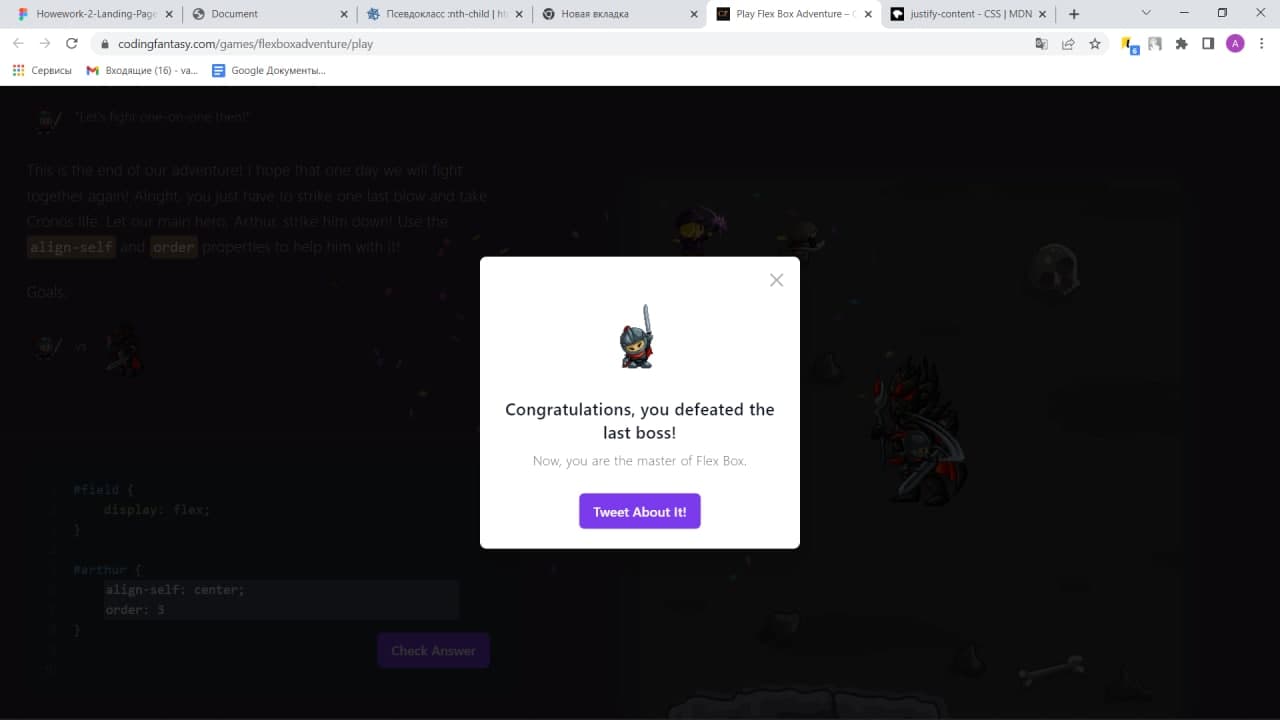 Howework-2-Landing-Page
Document
Псевдокласс :nth-child | ht
Новая вкладка
Play Flex Box Adventure – C
justify-content - CSS | MDN
codingfantasy.com/games/flexboxadventure/play
6
A
Сервисы
Входящие (16) - va...
Google Документы...
"Let's fight one-on-one then!"
This is the end of our adventure! I hope that one day we will fight
together again! Alright, you just have to strike one last blow and take
Cronos life. Let our main hero, Arthur, strike him down! Use the
align-self and order properties to help him with it!
Goals:
vs
#field {
display: flex;
}
#arthur {
align-self: center;
order: 3
}
Check Answer
Congratulations, you defeated the
last boss!
Now, you are the master of Flex Box.
Tweet About It!